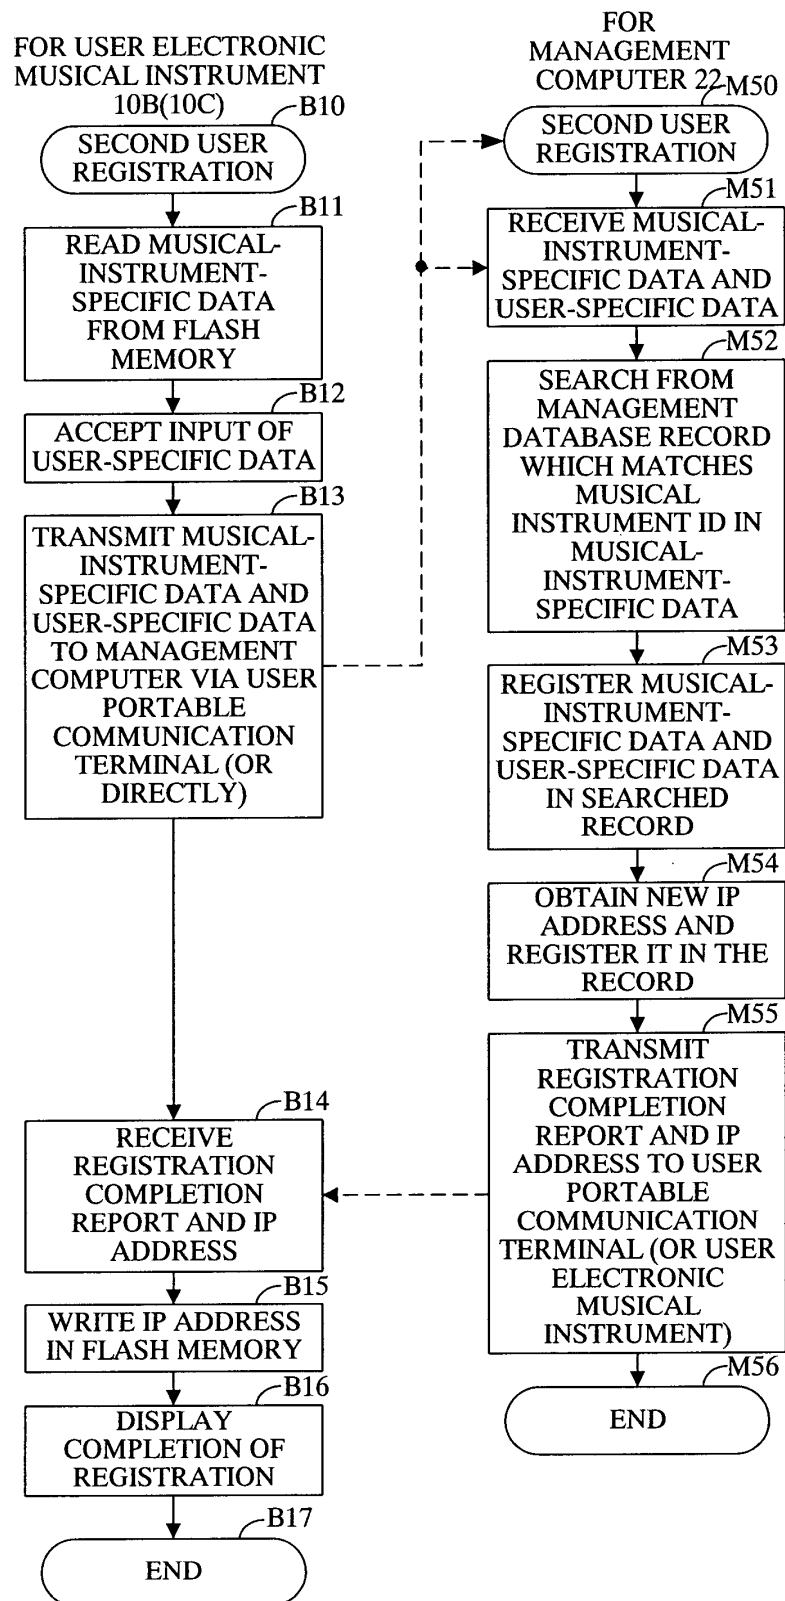 FOR USER ELECTRONIC
MUSICAL INSTRUMENT
10B(10C)
B10
SECOND USER
REGISTRATION
B11
READ MUSICAL-
INSTRUMENT-
SPECIFIC DATA
FROM FLASH
MEMORY
B12
ACCEPT INPUT OF
USER-SPECIFIC DATA
B13
TRANSMIT MUSICAL-
INSTRUMENT-
SPECIFIC DATA AND
USER-SPECIFIC DATA
TO MANAGEMENT
COMPUTER VIA USER
PORTABLE
COMMUNICATION
TERMINAL (OR
DIRECTLY)
B14
RECEIVE
REGISTRATION
COMPLETION
REPORT AND IP
ADDRESS
B15
WRITE IP ADDRESS
IN FLASH MEMORY
B16
DISPLAY
COMPLETION OF
REGISTRATION
B17
END
FOR
MANAGEMENT
COMPUTER 22
M50
SECOND USER
REGISTRATION
M51
RECEIVE MUSICAL-
INSTRUMENT-
SPECIFIC DATA AND
USER-SPECIFIC DATA
M52
SEARCH FROM
MANAGEMENT
DATABASE RECORD
WHICH MATCHES
MUSICAL
INSTRUMENT ID IN
MUSICAL-
INSTRUMENT-
SPECIFIC DATA
M53
REGISTER MUSICAL-
INSTRUMENT-
SPECIFIC DATA AND
USER-SPECIFIC DATA
IN SEARCHED
RECORD
M54
OBTAIN NEW IP
ADDRESS AND
REGISTER IT IN THE
RECORD
M55
TRANSMIT
REGISTRATION
COMPLETION
REPORT AND IP
ADDRESS TO USER
PORTABLE
COMMUNICATION
TERMINAL (OR USER
ELECTRONIC
MUSICAL
INSTRUMENT)
M56
END